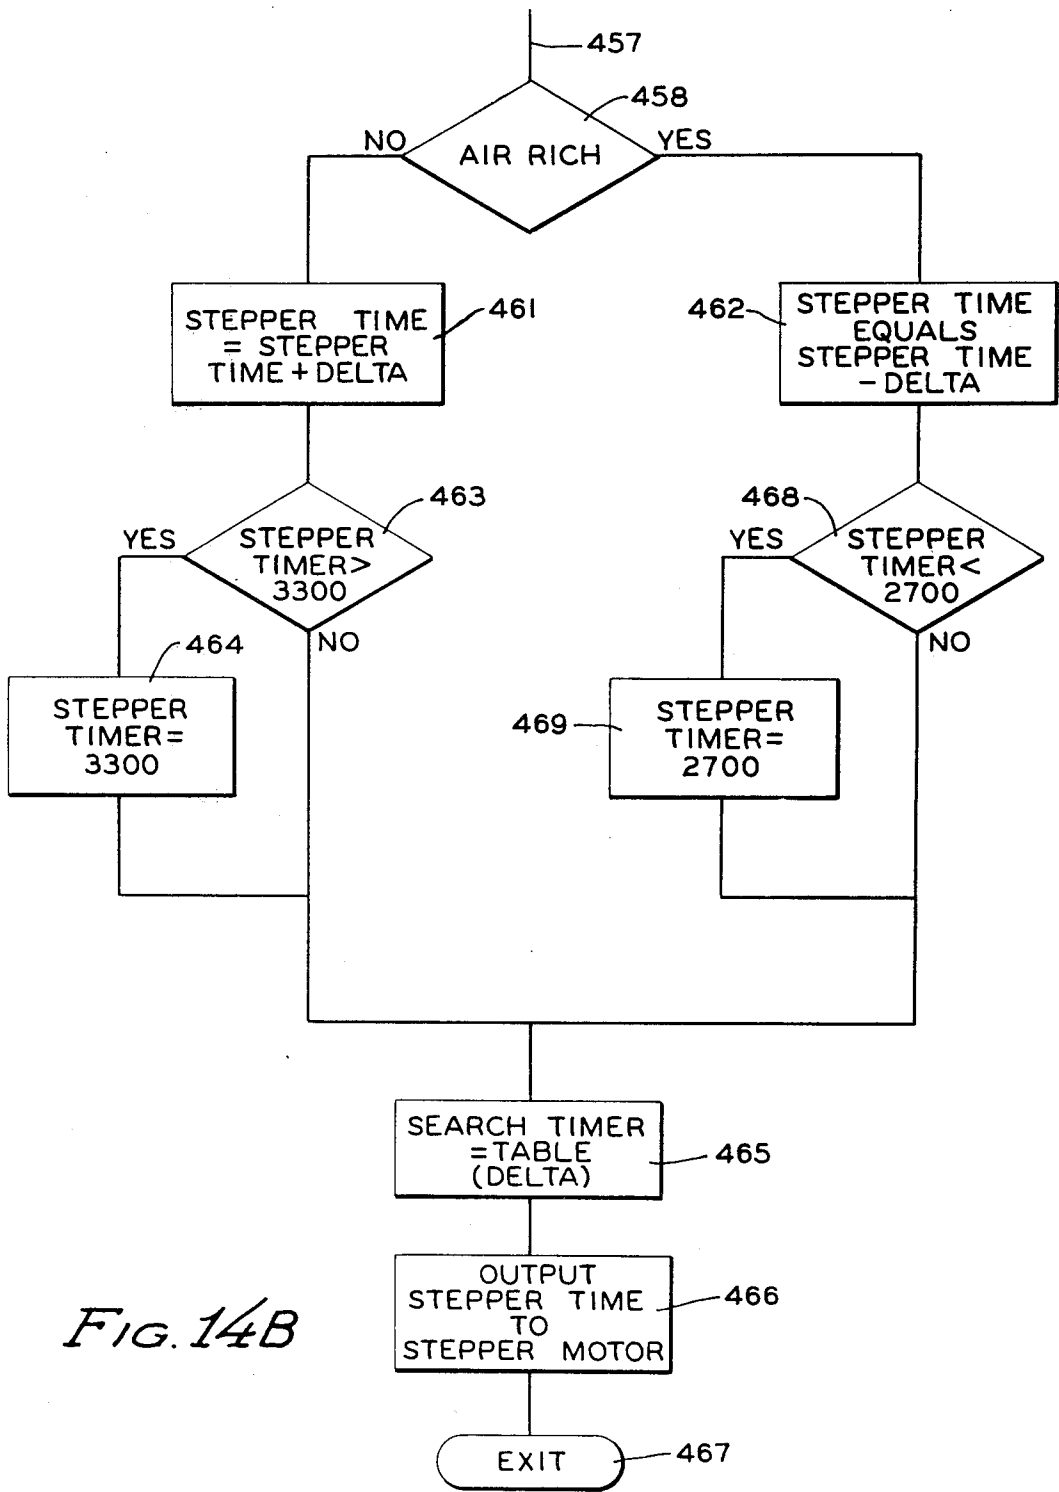 457
458
NO
YES
AIR RICH
STEPPER TIME
= STEPPER
TIME + DELTA
461
462
STEPPER TIME
EQUALS
STEPPER TIME
- DELTA
463
YES
STEPPER
TIMER >
3300
NO
468
YES
STEPPER
TIMER <
2700
NO
464
STEPPER
TIMER =
3300
469
STEPPER
TIMER =
2700
SEARCH TIMER
= TABLE
(DELTA)
465
OUTPUT
STEPPER TIME
TO
STEPPER MOTOR
466
FIG. 14B
EXIT
467